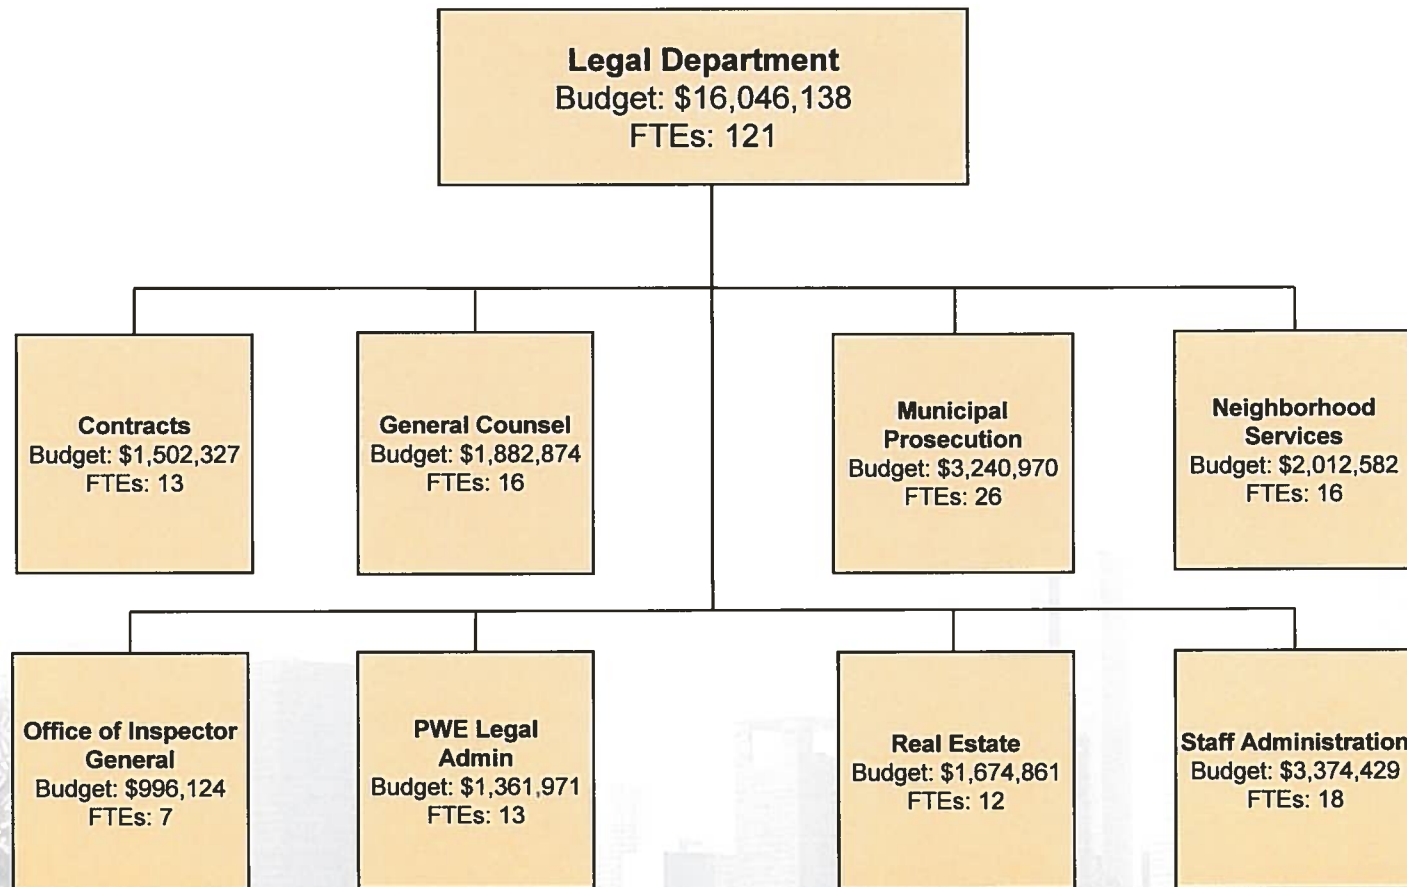 Legal Department
Budget: $16,046,138
FTEs: 121
Contracts
Budget: $1,502,327
FTEs: 13
General Counsel
Budget: $1,882,874
FTEs: 16
Municipal
Prosecution
Budget: $3,240,970
FTEs: 26
Neighborhood
Services
Budget: $2,012,582
FTEs: 16
Office of Inspector
General
Budget: $996,124
FTEs: 7
PWE Legal
Admin
Budget: $1,361,971
FTEs: 13
Real Estate
Budget: $1,674,861
FTEs: 12
Staff Administration
Budget: $3,374,429
FTEs: 18